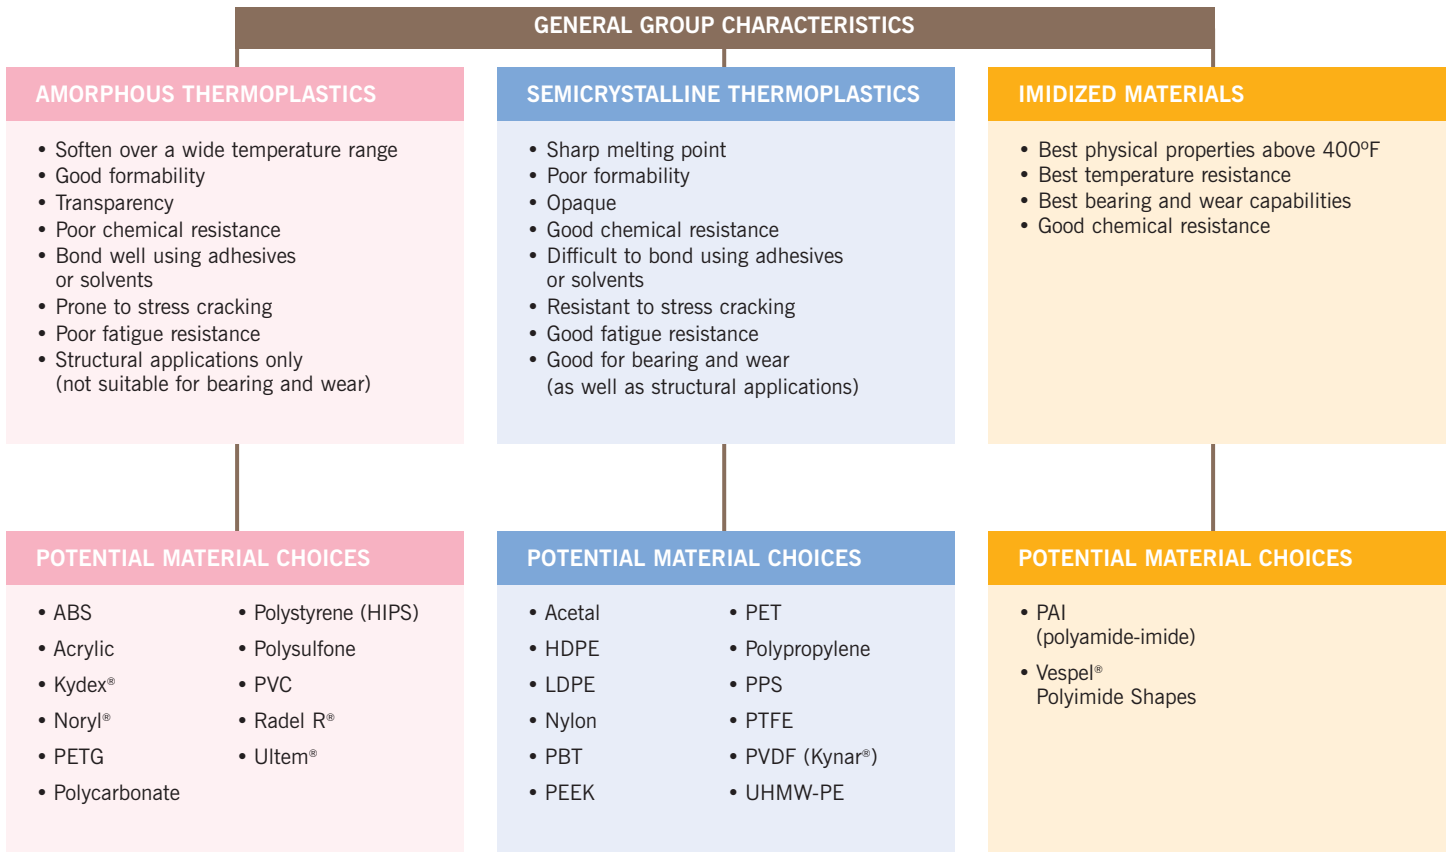 GENERAL GROUP CHARACTERISTICS
AMORPHOUS THERMOPLASTICS
• Soften over a wide temperature range
• Good formability
• Transparency
• Poor chemical resistance
• Bond well using adhesives
or solvents
• Prone to stress cracking
• Poor fatigue resistance
• Structural applications only
(not suitable for bearing and wear)
SEMICRYSTALLINE THERMOPLASTICS
• Sharp melting point
• Poor formability
• Opaque
• Good chemical resistance
• Difficult to bond using adhesives
or solvents
• Resistant to stress cracking
• Good fatigue resistance
• Good for bearing and wear
(as well as structural applications)
IMIDIZED MATERIALS
• Best physical properties above 400ºF
• Best temperature resistance
• Best bearing and wear capabilities
• Good chemical resistance
POTENTIAL MATERIAL CHOICES
• ABS
• Acrylic
• Kydex®
• Noryl®
• PETG
• Polycarbonate
• Polystyrene (HIPS)
• Polysulfone
• PVC
• Radel R®
• Ultem®
POTENTIAL MATERIAL CHOICES
• Acetal
• HDPE
• LDPE
• Nylon
• PBT
• PEEK
• PET
• Polypropylene
• PPS
• PTFE
• PVDF (Kynar®)
• UHMW-PE
POTENTIAL MATERIAL CHOICES
• PAI
(polyamide-imide)
• Vespel®
Polyimide Shapes